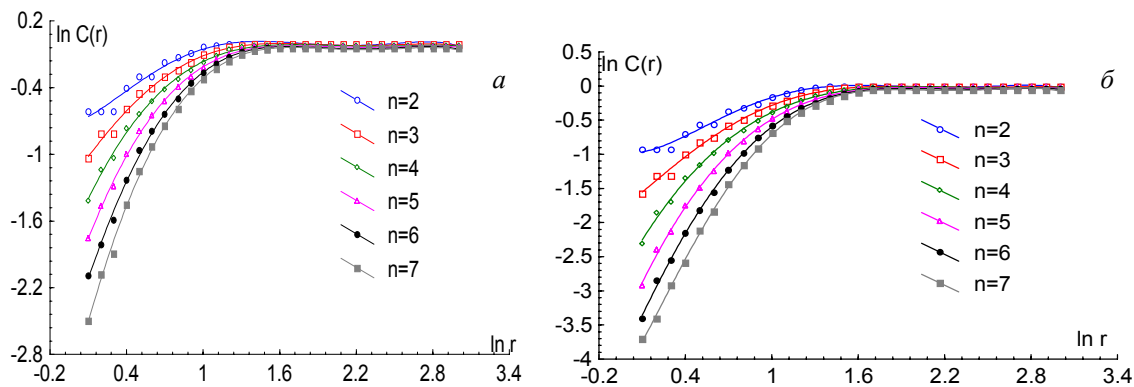 0.2
-0.4
-1
-1.6
-2.2
-2.8
ln C(r)
а
n=2
n=3
n=4
n=5
n=6
n=7
ln r
-0.2 0.4 1 1.6 2.2 2.8 3.4
0.5
0
-0.5
-1
-1.5
-2
-2.5
-3
-3.5
-4
ln C(r)
б
n=2
n=3
n=4
n=5
n=6
n=7
ln r
-0.2 0.4 1.0 1.6 2.2 2.8 3.4